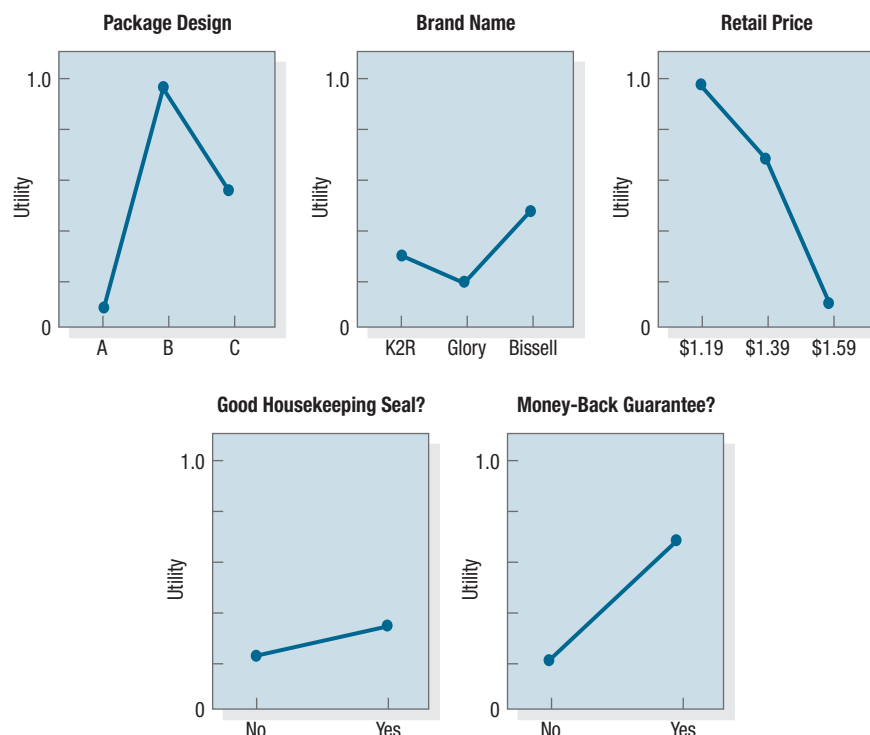 Package Design
Brand Name
Retail Price
1.0
1.0
1.0
Utility
Utility
Utility
0
0
0
A B C
K2R Glory Bissell
$1.19 $1.39 $1.59
Good Housekeeping Seal?
Money-Back Guarantee?
1.0
1.0
Utility
Utility
0
0
No Yes
No Yes